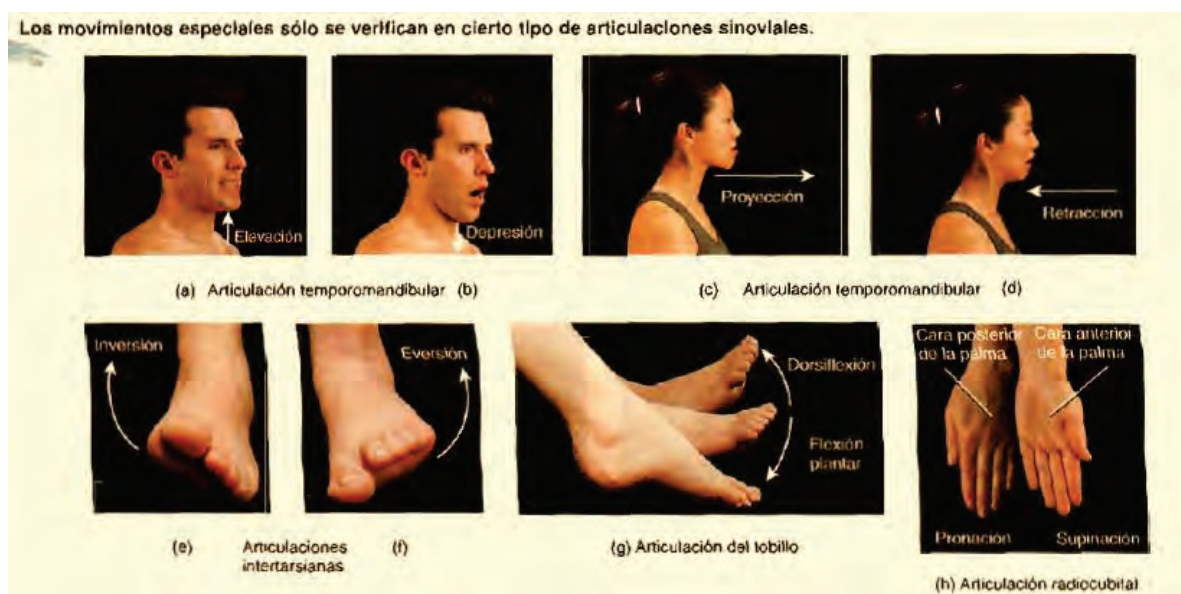 Los movimientos especiales sólo se verifican en cierto tipo de articulaciones sinoviales.
Elevación
Depresión
Proyección
Retracción
(a) Articulación temporomandibular (b)
(c) Articulación temporomandibular (d)
Inversión
Eversión
Dorsiflexión
Flexión
plantar
Cara posterior
de la palma
Cara anterior
de la palma
Pronación
Supinación
(e) Articulaciones (f)
intertarsianas
(g) Articulación del tobillo
(h) Articulación radiocubital